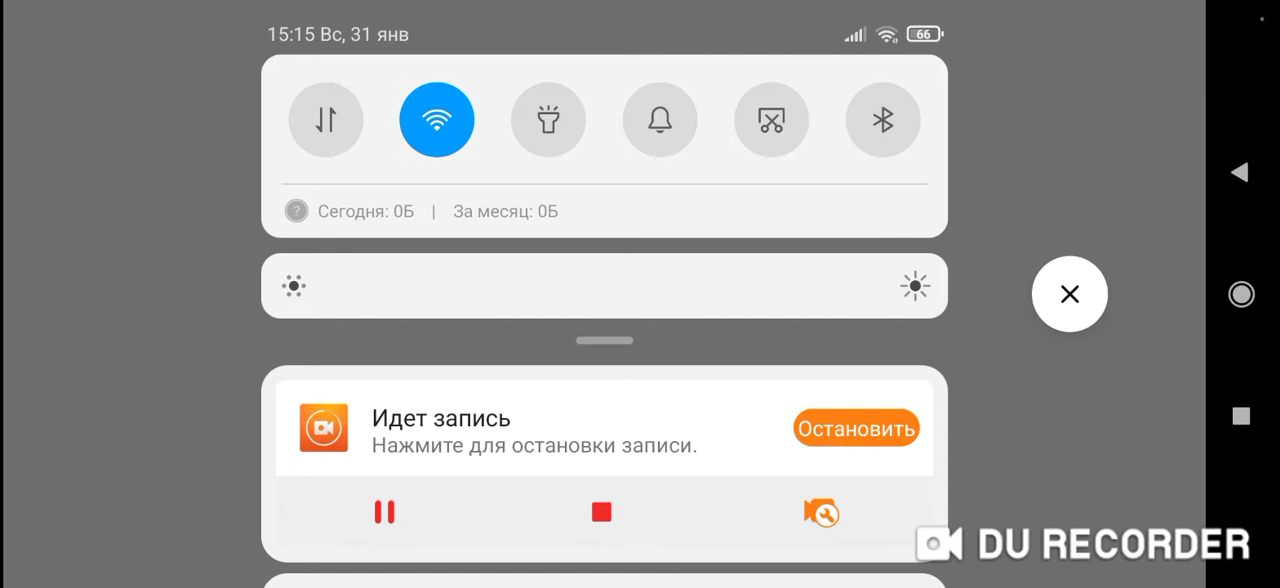 15:15 Вс, 31 янв
66
Сегодня: 0Б | За месяц: 0Б
Идет запись
Нажмите для остановки записи.
Остановить
DU RECORDER